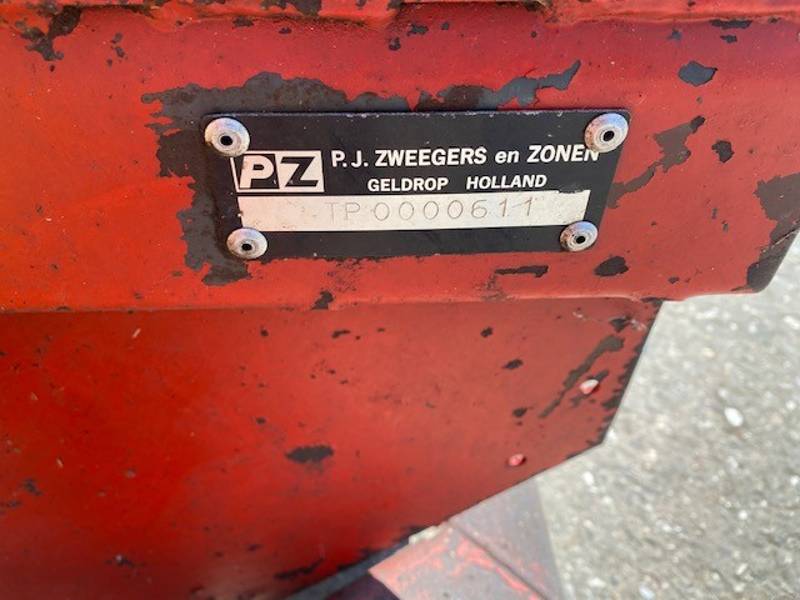 PZ P.J. ZWEEGERS en ZONEN
GELDROP HOLLAND
TP0000611